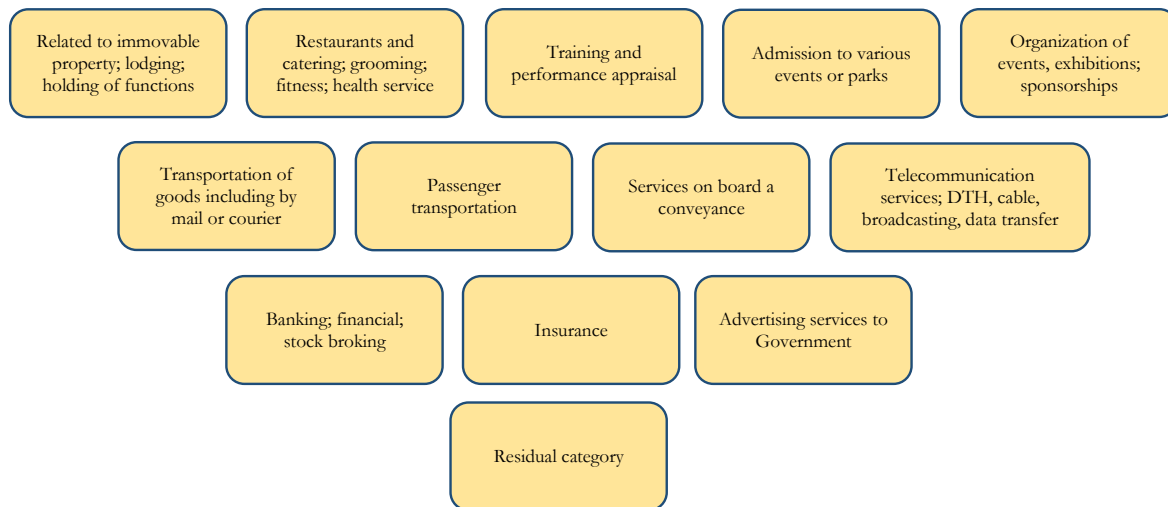 Related to immovable
property; lodging;
holding of functions
Restaurants and
catering; grooming;
fitness; health service
Training and
performance appraisal
Admission to various
events or parks
Organization of
events, exhibitions;
sponsorships
Transportation of
goods including by
mail or courier
Passenger
transportation
Services on board a
conveyance
Telecommunication
services; DTH, cable,
broadcasting, data transfer
Banking; financial;
stock broking
Insurance
Advertising services to
Government
Residual category